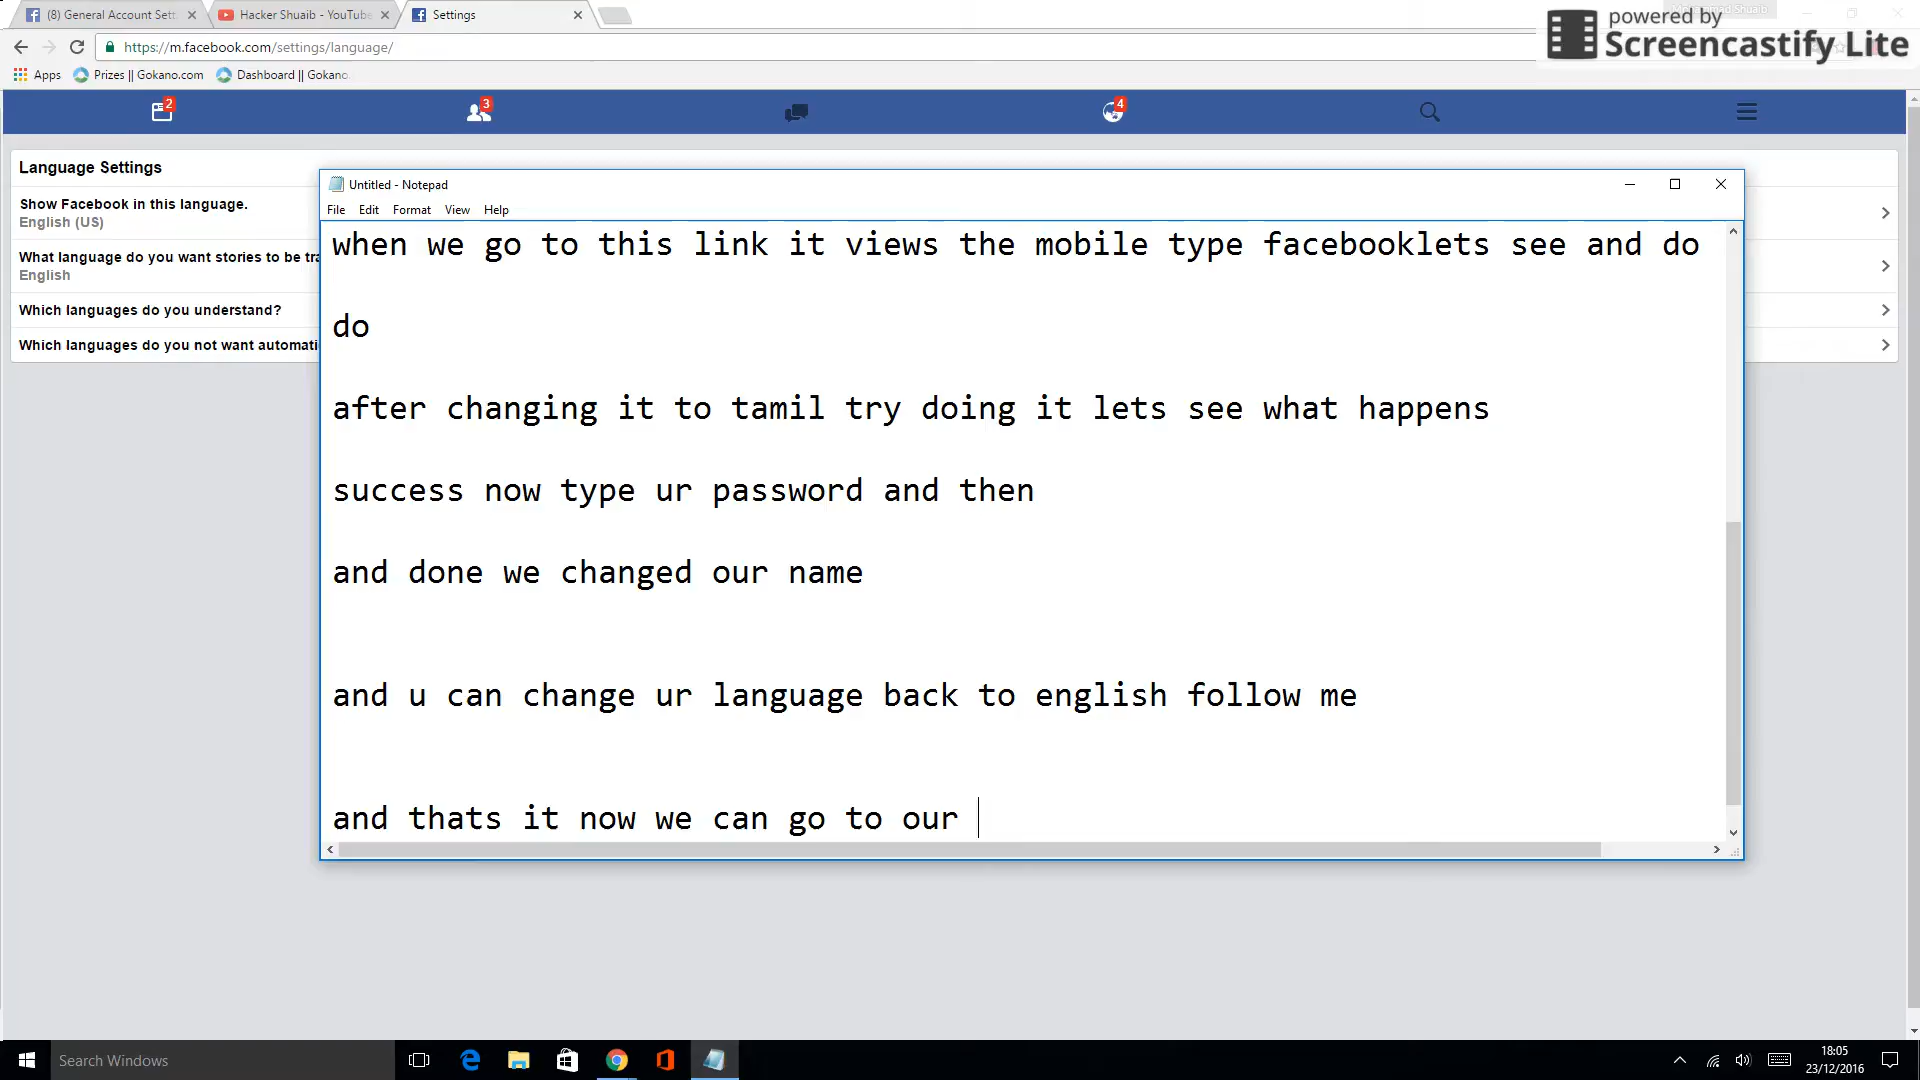 (8) General Account Sett
Hacker Shuaib - YouTube
Settings
powered by
Screencastify Lite
https://m.facebook.com/settings/language/
Apps
Prizes || Gokano.com
Dashboard || Gokano.
2
3
4
Language Settings
Show Facebook in this language.
English (US)
What language do you want stories to be tra
English
Which languages do you understand?
Which languages do you not want automati
Untitled - Notepad
File Edit Format View Help
when we go to this link it views the mobile type facebooklets see and do
do
after changing it to tamil try doing it lets see what happens
success now type ur password and then
and done we changed our name
and u can change ur language back to english follow me
and thats it now we can go to our
Search Windows
18:05
23/12/2016